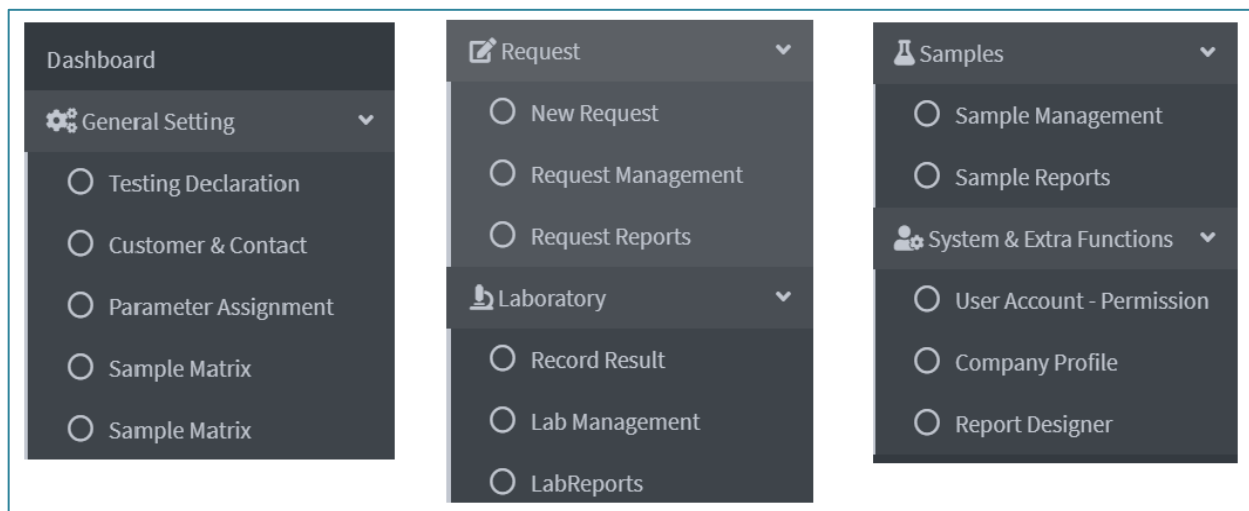 Dashboard
General Setting
Testing Declaration
Customer & Contact
Parameter Assignment
Sample Matrix
Sample Matrix
Request
New Request
Request Management
Request Reports
Laboratory
Record Result
Lab Management
LabReports
Samples
Sample Management
Sample Reports
System & Extra Functions
User Account - Permission
Company Profile
Report Designer